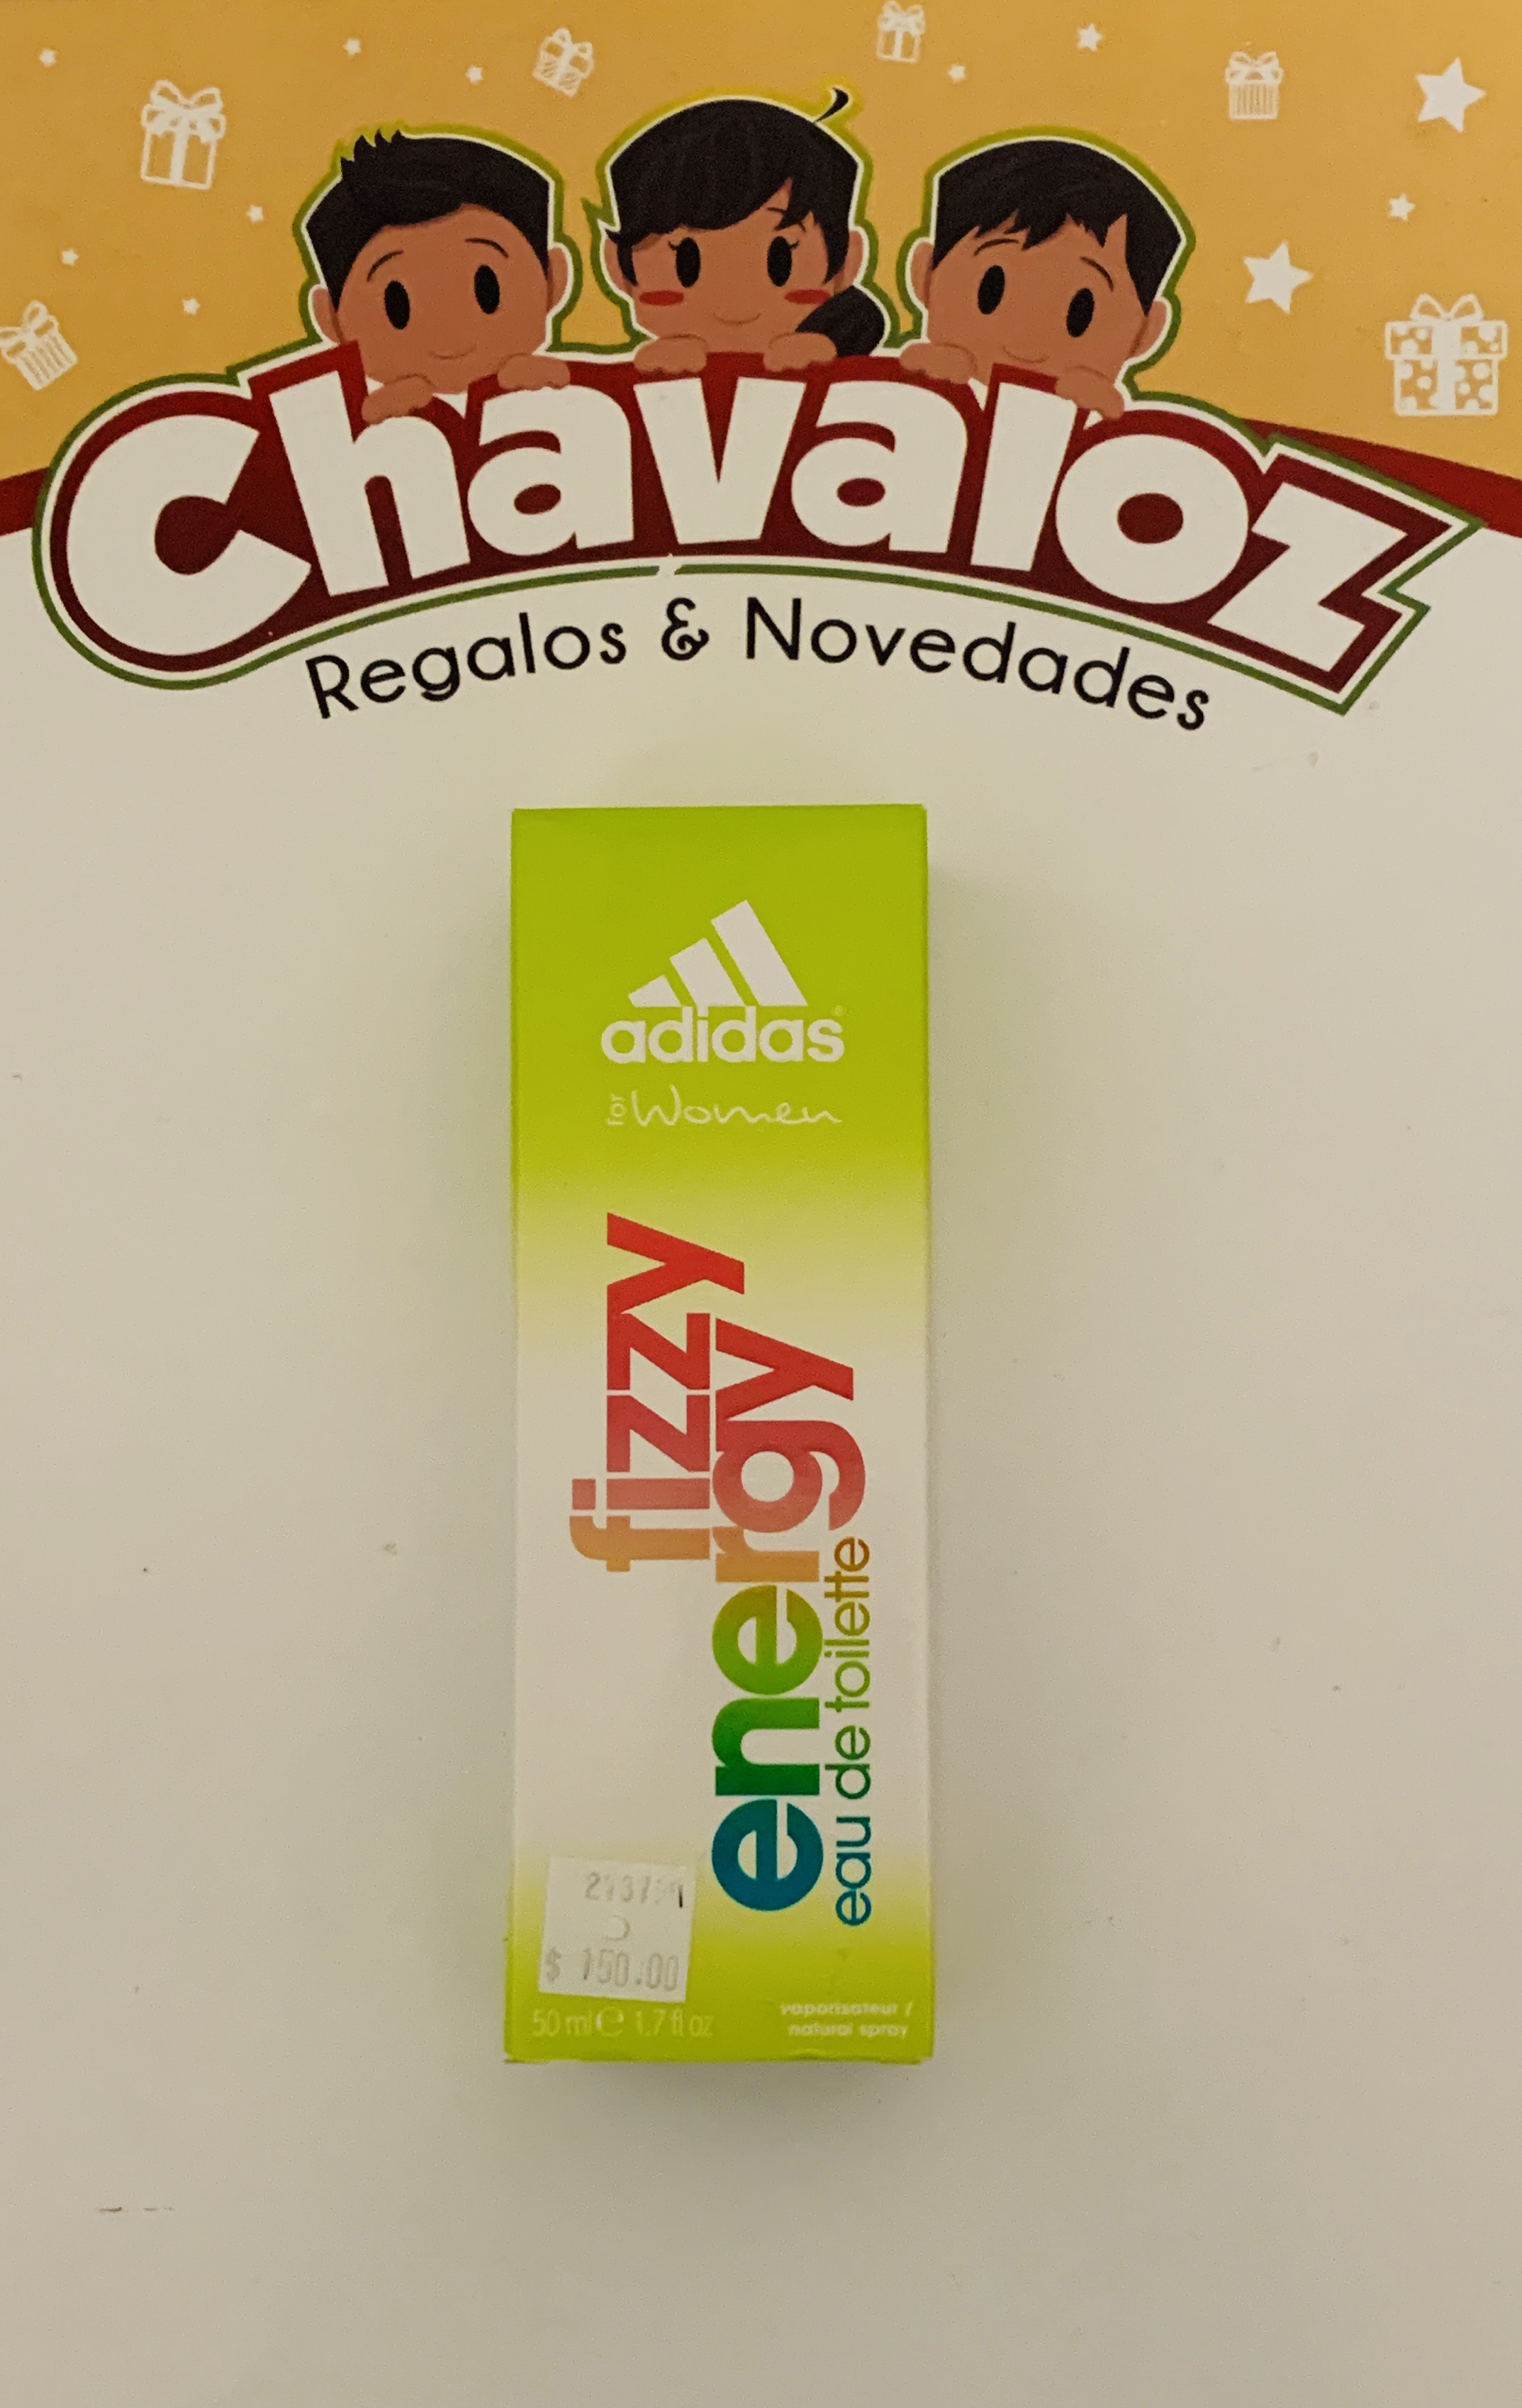 Chavaloz
Regalos & Novedades
adidas®
for Women
fizzy
energy
eau de toilette
$ 150.00
50 ml e 1.7 fl oz
vaporisateur /
natural spray